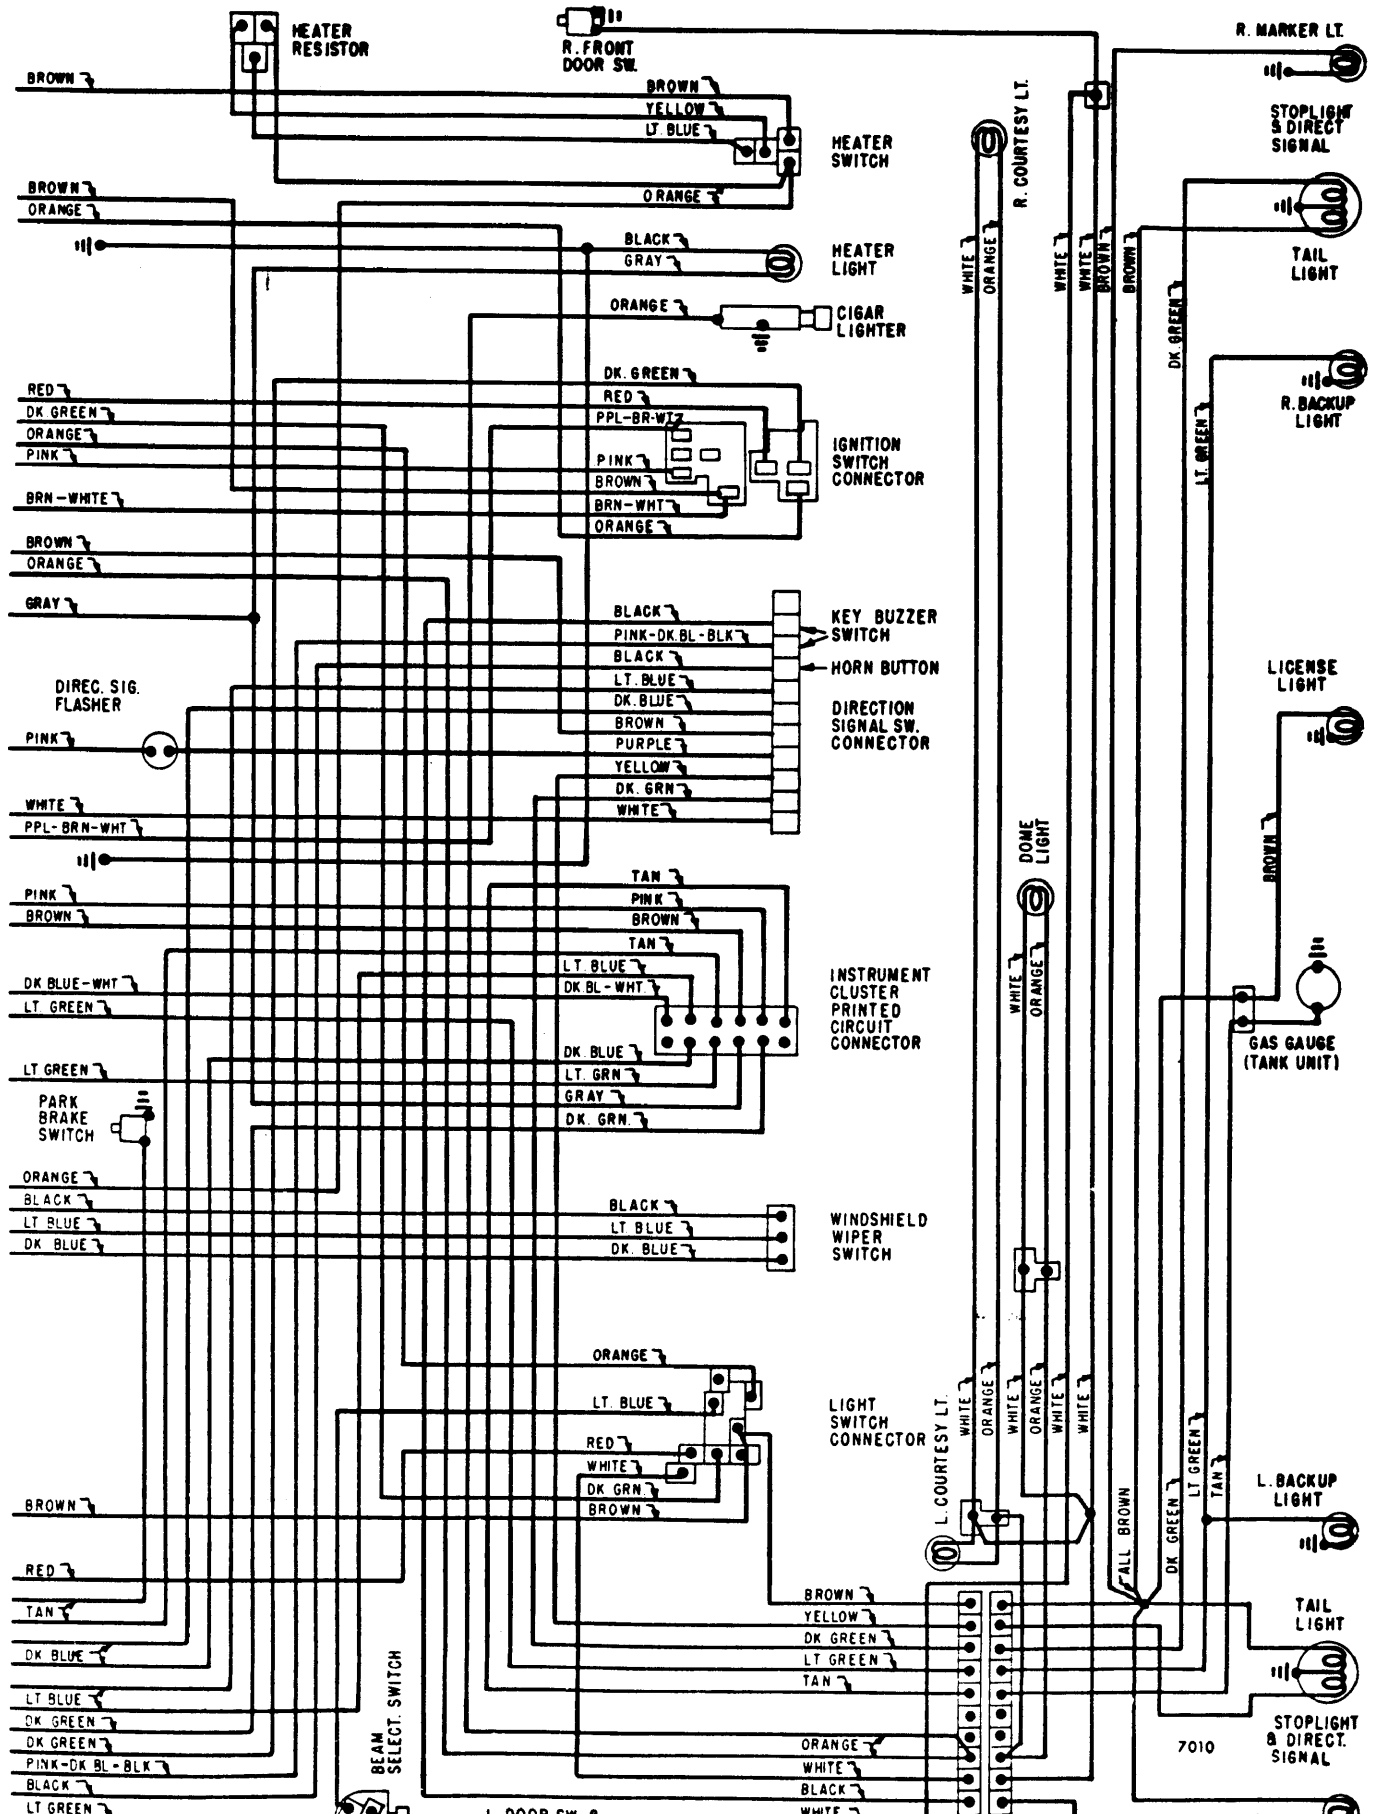 HEATER
RESISTOR
R. FRONT
DOOR SW.
R. MARKER LT.
BROWN
BROWN
YELLOW
LT. BLUE
HEATER
SWITCH
ORANGE
R. COURTESY LT.
STOPLIGHT
& DIRECT
SIGNAL
BROWN
ORANGE
BLACK
GRAY
HEATER
LIGHT
WHITE
ORANGE
WHITE
WHITE
BROWN
BROWN
TAIL
LIGHT
ORANGE
CIGAR
LIGHTER
DK. GREEN
RED
DK. GREEN
ORANGE
PINK
BRN-WHITE
DK. GREEN
RED
PPL-BR-WT
PINK
BROWN
BRN-WHT
ORANGE
IGNITION
SWITCH
CONNECTOR
R. BACKUP
LIGHT
LT. GREEN
BROWN
ORANGE
GRAY
BLACK
PINK-DK.BL-BLK
BLACK
LT. BLUE
DK. BLUE
BROWN
PURPLE
YELLOW
DK. GRN
WHITE
KEY BUZZER
SWITCH
HORN BUTTON
DIRECTION
SIGNAL SW.
CONNECTOR
LICENSE
LIGHT
DIREC. SIG.
FLASHER
PINK
WHITE
PPL-BRN-WHT
DOME
LIGHT
BROWN
PINK
BROWN
TAN
PINK
BROWN
TAN
LT. BLUE
DK.BL-WHT.
DK BLUE-WHT
LT. GREEN
INSTRUMENT
CLUSTER
PRINTED
CIRCUIT
CONNECTOR
WHITE
ORANGE
GAS GAUGE
(TANK UNIT)
DK. BLUE
LT. GRN
GRAY
DK. GRN.
LT GREEN
PARK
BRAKE
SWITCH
ORANGE
BLACK
LT BLUE
DK BLUE
BLACK
LT BLUE
DK. BLUE
WINDSHIELD
WIPER
SWITCH
ORANGE
LT. BLUE
RED
WHITE
DK GRN.
BROWN
LIGHT
SWITCH
CONNECTOR
L. COURTESY LT.
WHITE
ORANGE
WHITE
ORANGE
WHITE
WHITE
LT GREEN
TAN
L. BACKUP
LIGHT
BROWN
RED
TAN
DK BLUE
LT BLUE
DK GREEN
DK GREEN
PINK-DK BL-BLK
BLACK
LT GREEN
BEAM
SELECT. SWITCH
ALL BROWN
DK GREEN
BROWN
YELLOW
DK GREEN
LT GREEN
TAN
ORANGE
WHITE
BLACK
WHITE
TAIL
LIGHT
STOPLIGHT
& DIRECT.
SIGNAL
7010
L. DOOR SW. &